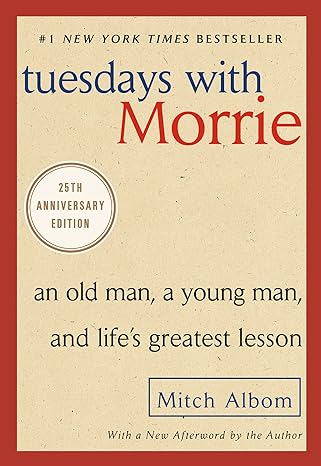 #1 NEW YORK TIMES BESTSELLER
tuesdays with
Morrie
25TH
ANNIVERSARY
EDITION
an old man, a young man,
and life's greatest lesson
Mitch Albom
With a New Afterword by the Author